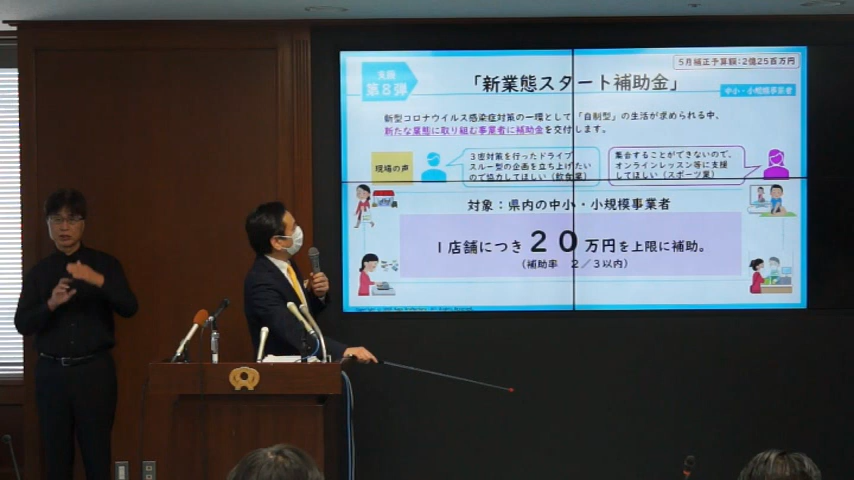 5月補正予算額：2億25百万円
支援
第8弾
「新業態スタート補助金」
中小・小規模事業者
新型コロナウイルス感染症対策の一環として「自制型」の生活が求められる中、
新たな業態に取り組む事業者に補助金を交付します。
現場の声
3密対策を行ったドライブ
スルー型の企画を立ち上げたい
ので協力してほしい（飲食業）
集合することができないので、
オンラインレッスン等に支援
してほしい（スポーツ業）
対象：県内の中小・小規模事業者
1店舗につき20万円を上限に補助。
（補助率　2／3以内）